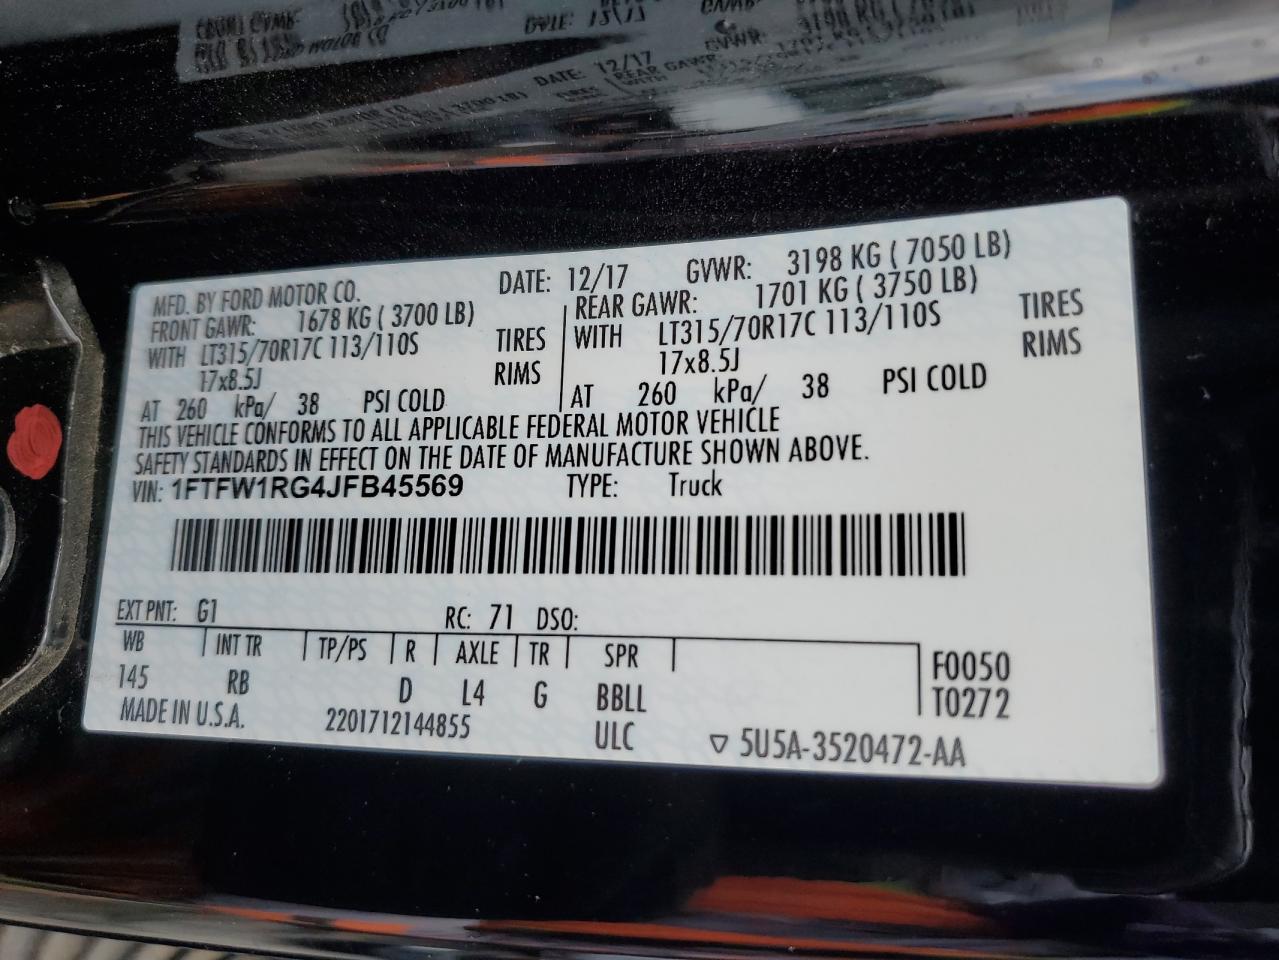 MFD. BY FORD MOTOR CO. DATE: 12/17 GVWR: 3198 KG ( 7050 LB)
FRONT GAWR: 1678 KG ( 3700 LB) REAR GAWR: 1701 KG ( 3750 LB)
WITH LT315/70R17C 113/110S TIRES WITH LT315/70R17C 113/110S TIRES
17x8.5J RIMS 17x8.5J RIMS
AT 260 kPa/ 38 PSI COLD AT 260 kPa/ 38 PSI COLD
THIS VEHICLE CONFORMS TO ALL APPLICABLE FEDERAL MOTOR VEHICLE
SAFETY STANDARDS IN EFFECT ON THE DATE OF MANUFACTURE SHOWN ABOVE.
VIN: 1FTFW1RG4JFB45569 TYPE: Truck
EXT PNT: G1 RC: 71 DSO:
WB INT TR TP/PS R AXLE TR SPR F0050
145 RB D L4 G BBLL T0272
MADE IN U.S.A. 2201712144855 ULC ▽ 5U5A-3520472-AA